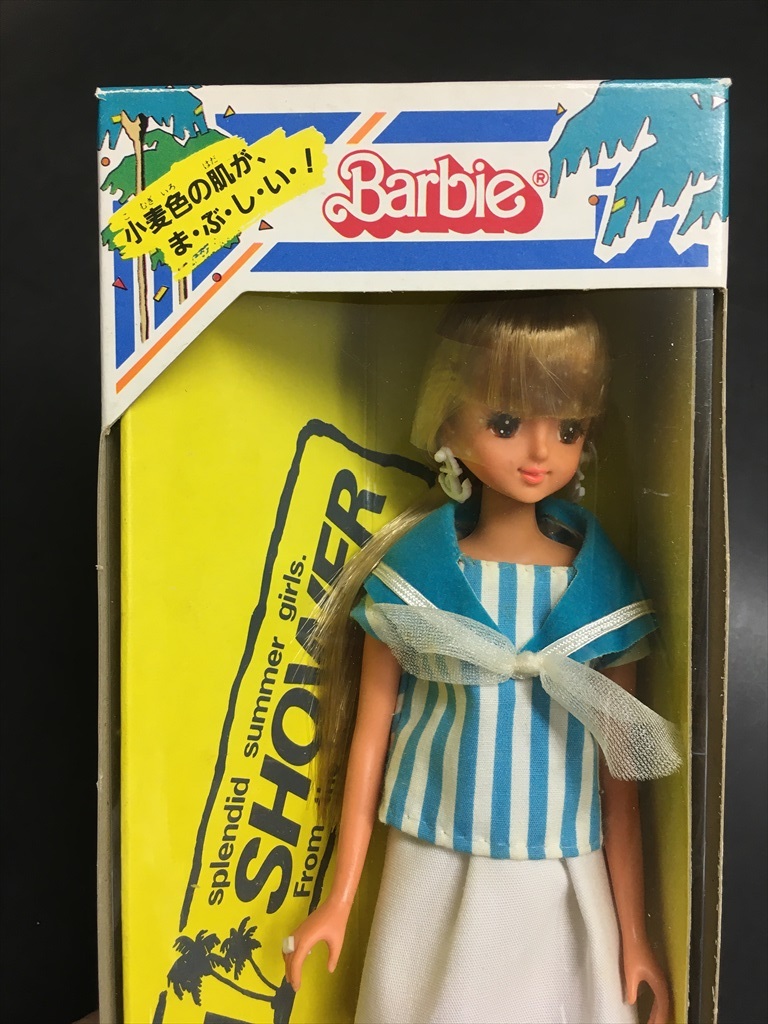 小麦色の肌が、
ま・ぶ・し・い・!
Barbie®
splendid summer girls.
SHOWER
From